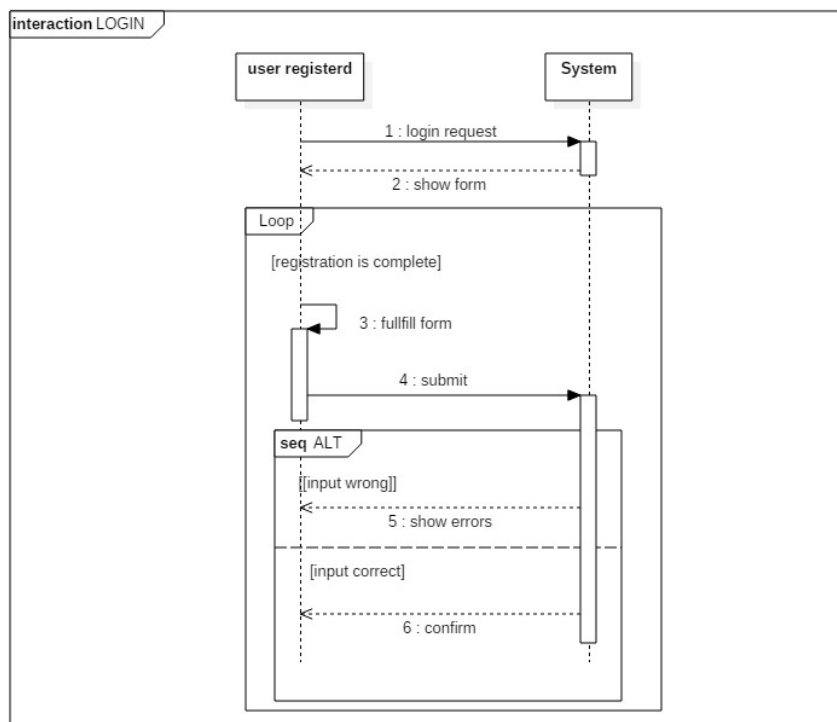 interaction LOGIN
user registerd
System
1 : login request
2 : show form
Loop
[registration is complete]
3 : fullfill form
4 : submit
seq ALT
[[input wrong]]
5 : show errors
[input correct]
6 : confirm